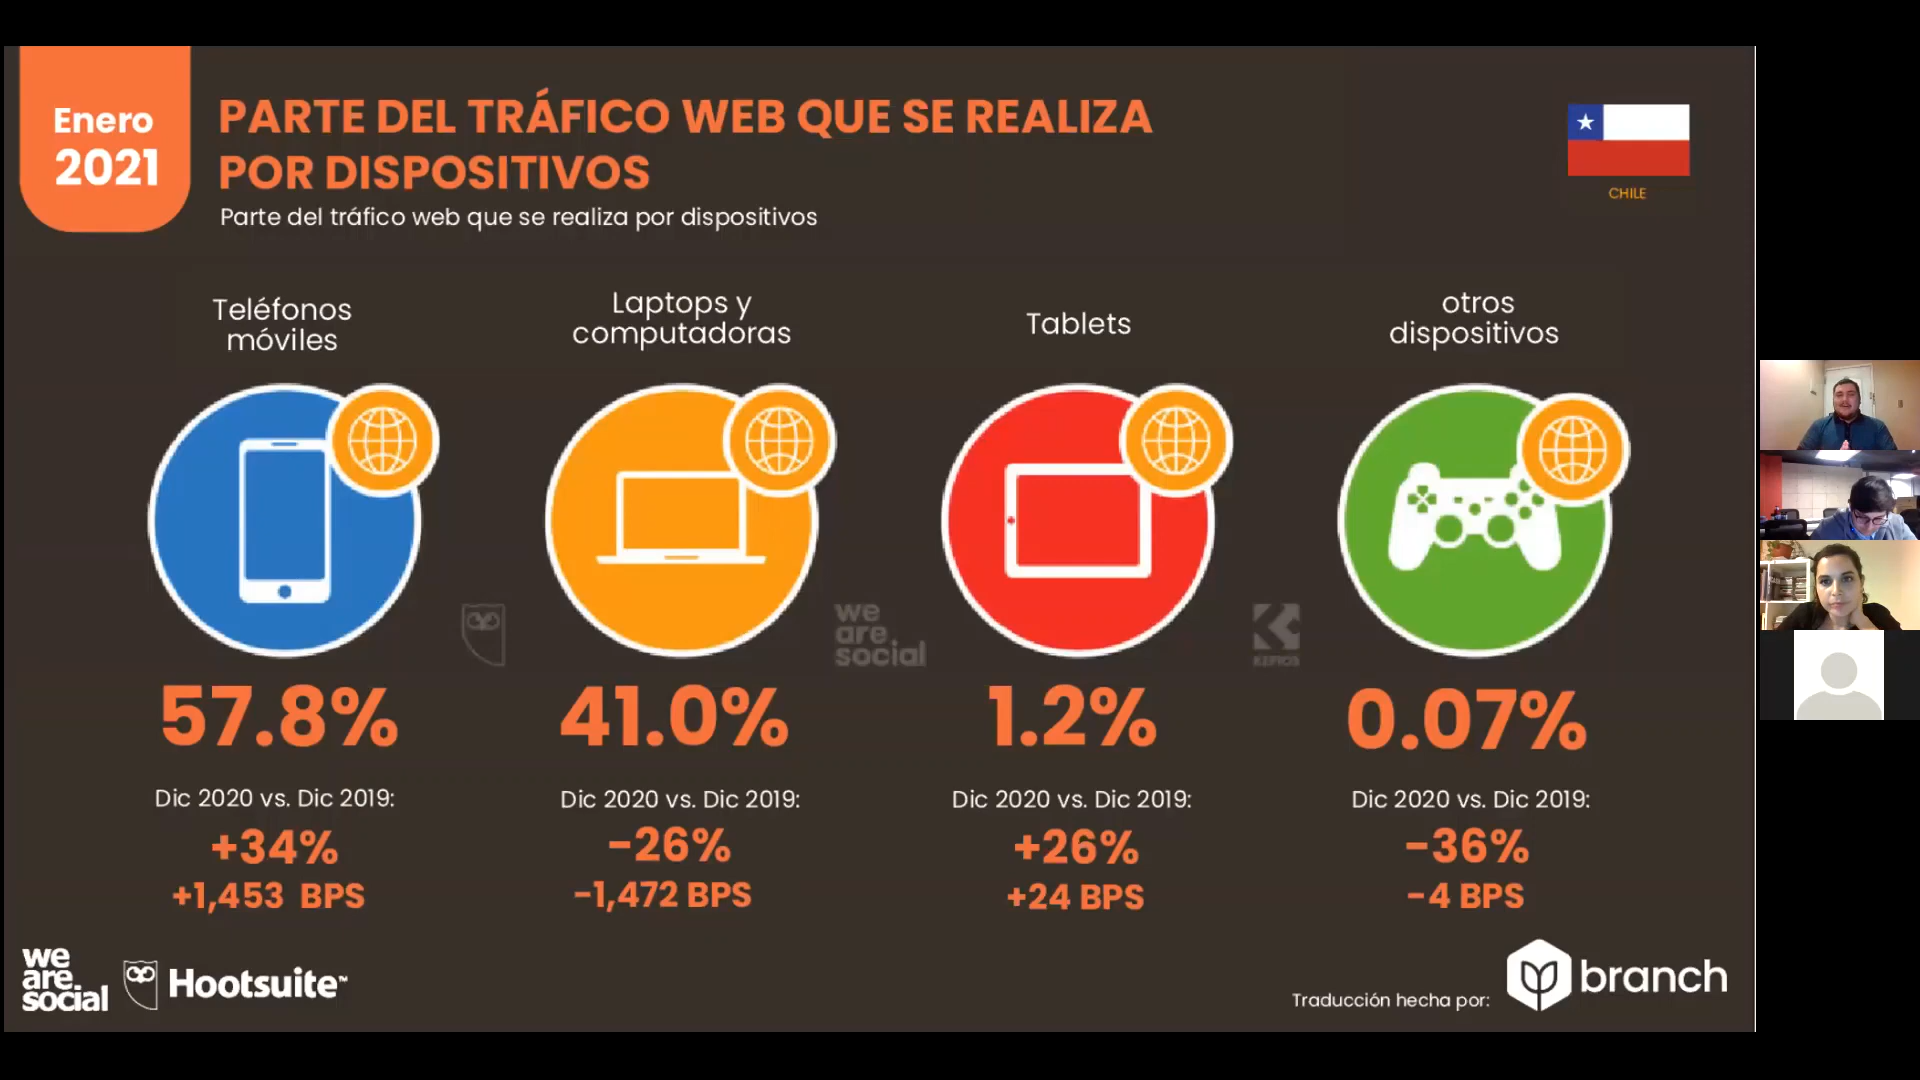 Enero
2021
PARTE DEL TRÁFICO WEB QUE SE REALIZA
POR DISPOSITIVOS
Parte del tráfico web que se realiza por dispositivos
CHILE
Teléfonos
móviles
Laptops y
computadoras
Tablets
otros
dispositivos
we
are
social
KEPIOS
57.8%
41.0%
1.2%
0.07%
Dic 2020 vs. Dic 2019:
+34%
+1,453 BPS
Dic 2020 vs. Dic 2019:
-26%
-1,472 BPS
Dic 2020 vs. Dic 2019:
+26%
+24 BPS
Dic 2020 vs. Dic 2019:
-36%
-4 BPS
we
are
social
Hootsuite™
Traducción hecha por:
branch